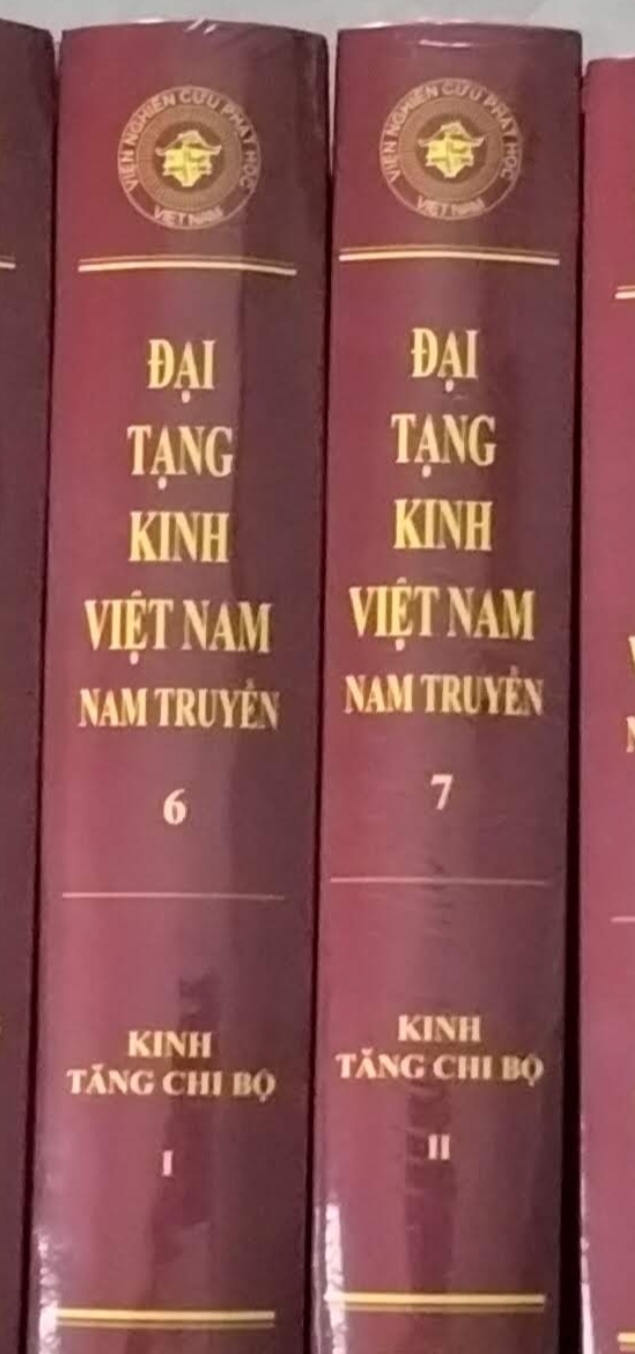 VIỆN NGHIÊN CỨU PHẬT HỌC
VIỆT NAM
ĐẠI
TẠNG
KINH
VIỆT NAM
NAM TRUYỀN
6
KINH
TĂNG CHI BỘ
I
VIỆN NGHIÊN CỨU PHẬT HỌC
VIỆT NAM
ĐẠI
TẠNG
KINH
VIỆT NAM
NAM TRUYỀN
7
KINH
TĂNG CHI BỘ
II